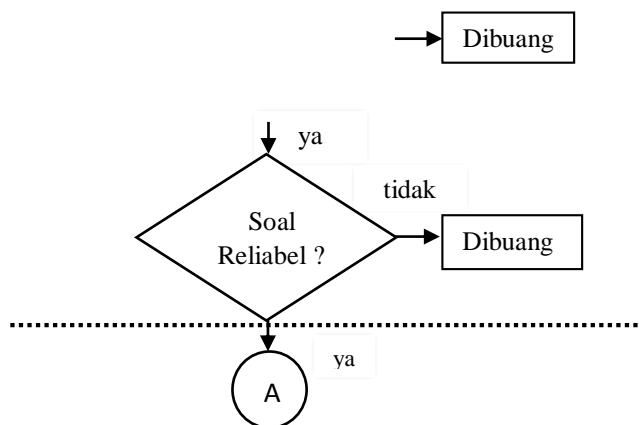 Dibuang
ya
tidak
Soal
Reliabel ?
Dibuang
ya
A